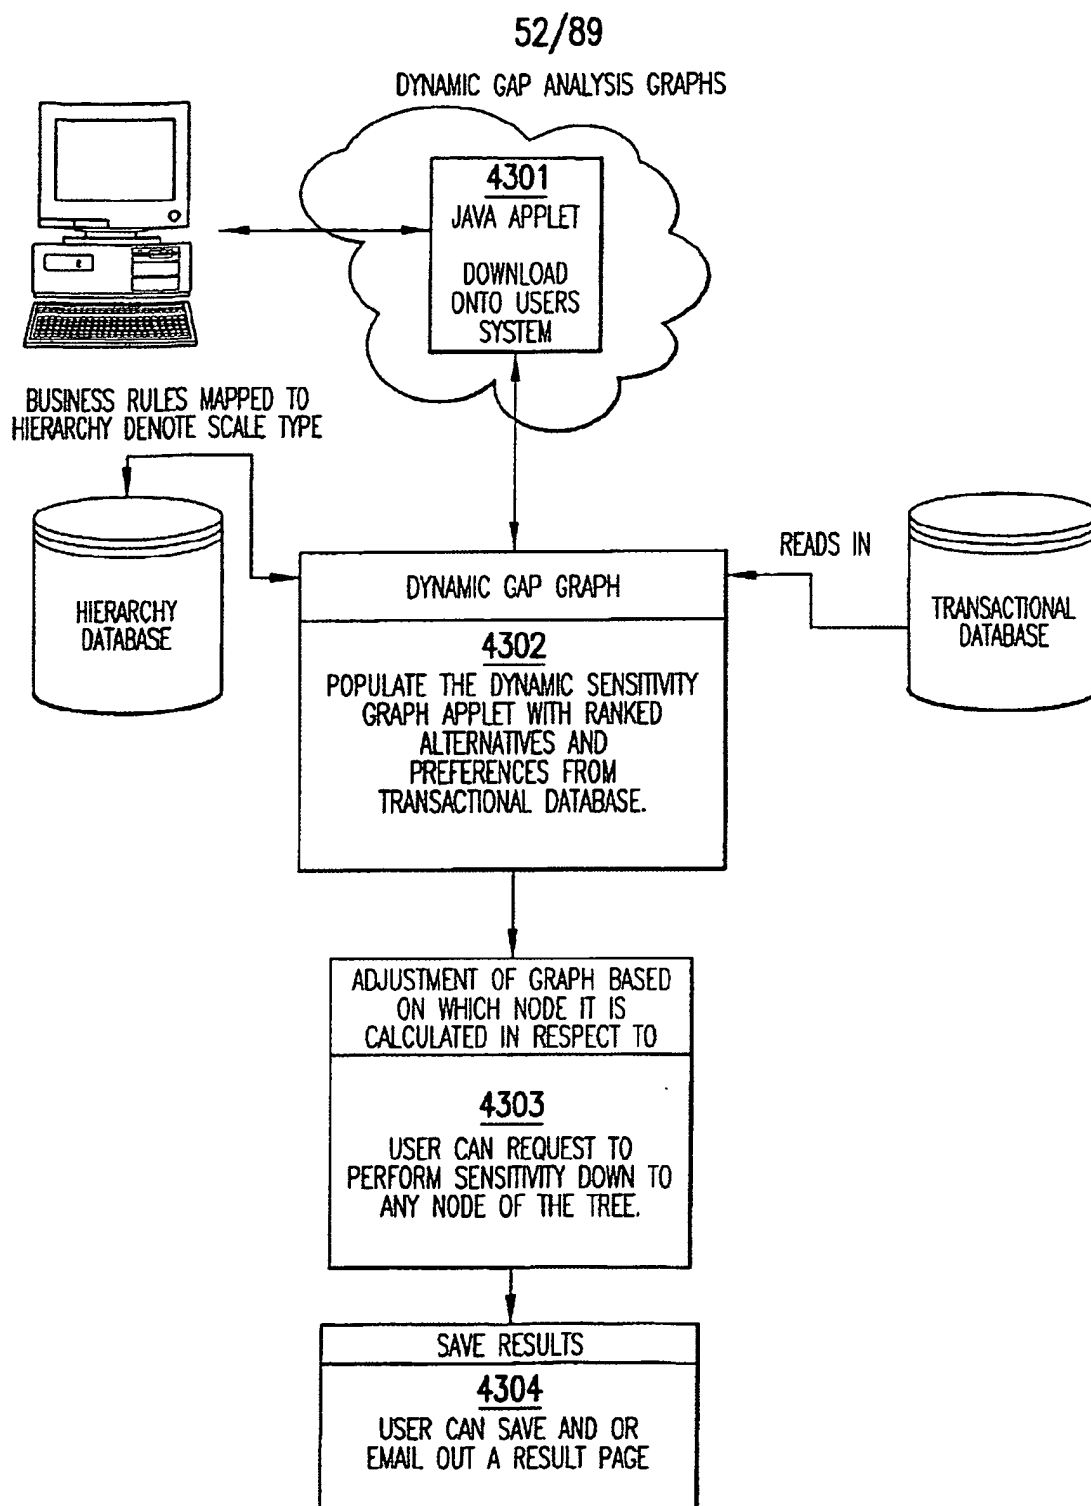 52/89
DYNAMIC GAP ANALYSIS GRAPHS
4301
JAVA APPLET
DOWNLOAD
ONTO USERS
SYSTEM
BUSINESS RULES MAPPED TO
HIERARCHY DENOTE SCALE TYPE
HIERARCHY
DATABASE
READS IN
TRANSACTIONAL
DATABASE
DYNAMIC GAP GRAPH
4302
POPULATE THE DYNAMIC SENSITIVITY
GRAPH APPLET WITH RANKED
ALTERNATIVES AND
PREFERENCES FROM
TRANSACTIONAL DATABASE.
ADJUSTMENT OF GRAPH BASED
ON WHICH NODE IT IS
CALCULATED IN RESPECT TO
4303
USER CAN REQUEST TO
PERFORM SENSITIVITY DOWN TO
ANY NODE OF THE TREE.
SAVE RESULTS
4304
USER CAN SAVE AND OR
EMAIL OUT A RESULT PAGE